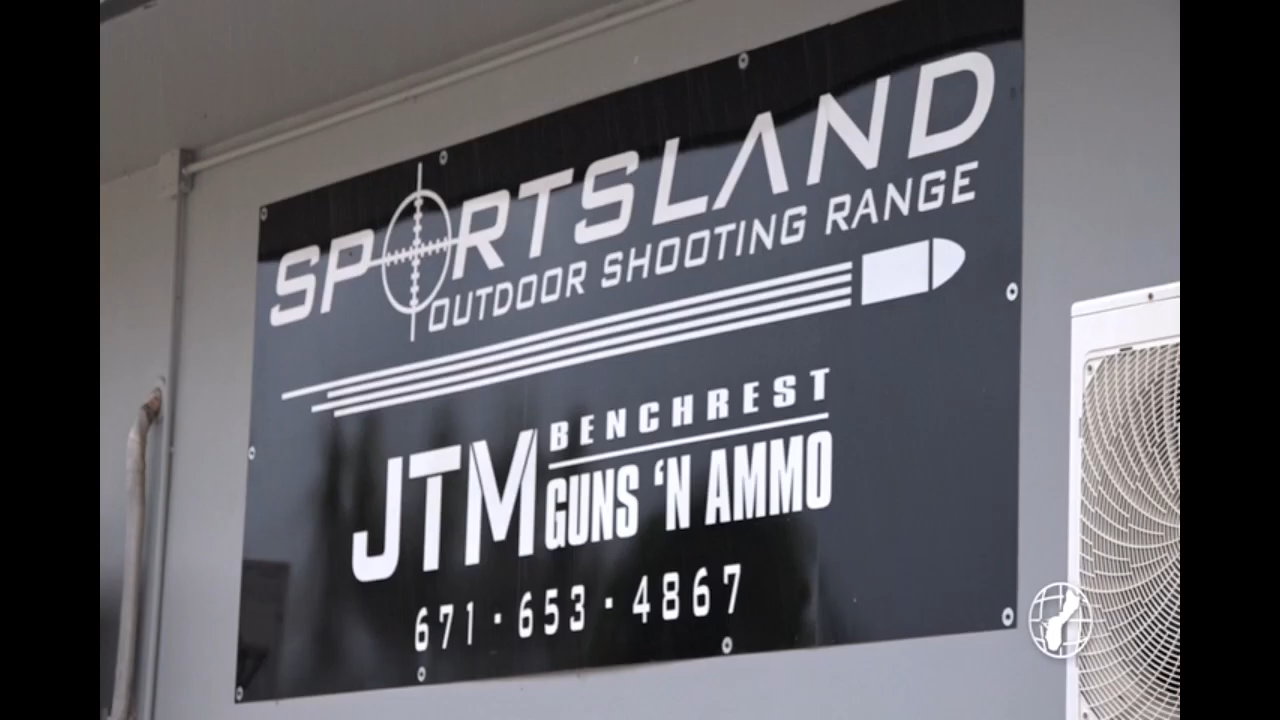 SPORTSLAND
OUTDOOR SHOOTING RANGE
JTM BENCHREST
GUNS 'N AMMO
671·653·4867